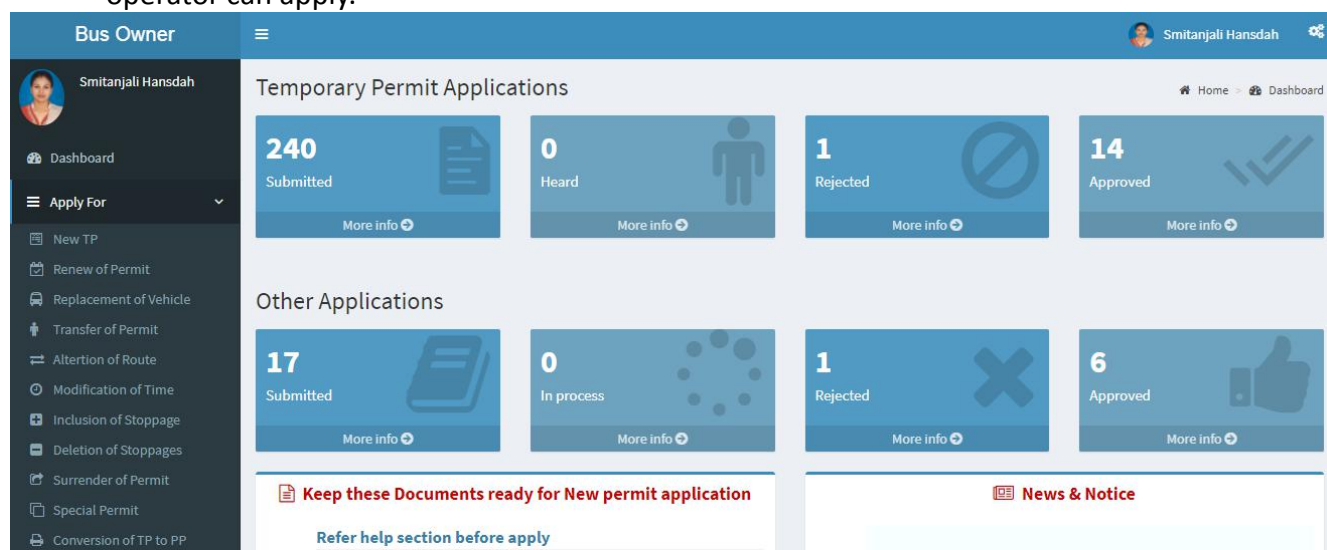 operator can apply.
Bus Owner
Smitanjali Hansdah
Smitanjali Hansdah
Dashboard
Apply For
New TP
Renew of Permit
Replacement of Vehicle
Transfer of Permit
Altertion of Route
Modification of Time
Inclusion of Stoppage
Deletion of Stoppages
Surrender of Permit
Special Permit
Conversion of TP to PP
Temporary Permit Applications
Home > Dashboard
240
Submitted
More info
0
Heard
More info
1
Rejected
More info
14
Approved
More info
Other Applications
17
Submitted
More info
0
In process
More info
1
Rejected
More info
6
Approved
More info
Keep these Documents ready for New permit application
Refer help section before apply
News & Notice